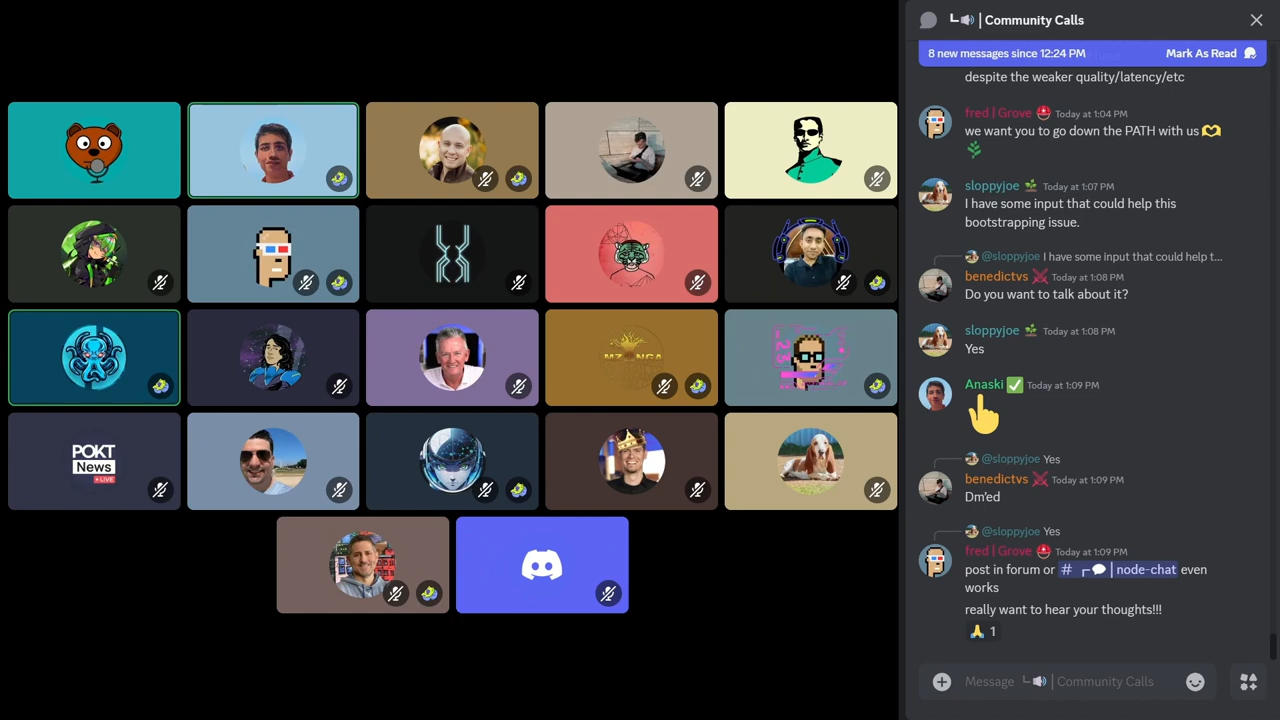 MZ NGA
POKT
News
LIVE
┗🔊 | Community Calls
8 new messages since 12:24 PM
Mark As Read
despite the weaker quality/latency/etc
fred | Grove Today at 1:04 PM
we want you to go down the PATH with us 🫶
🌿
sloppyjoe Today at 1:07 PM
I have some input that could help this
bootstrapping issue.
@sloppyjoe I have some input that could help t...
benedictvs Today at 1:08 PM
Do you want to talk about it?
sloppyjoe Today at 1:08 PM
Yes
Anaski Today at 1:09 PM
👆
@sloppyjoe Yes
benedictvs Today at 1:09 PM
Dm'ed
@sloppyjoe Yes
fred | Grove Today at 1:09 PM
post in forum or # ┏💬 | node-chat even
works
really want to hear your thoughts!!!
🙏 1
Message ┗🔊 | Community Calls